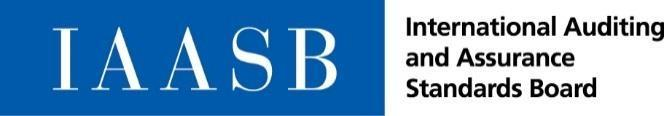 IAASB
International Auditing
and Assurance
Standards Board